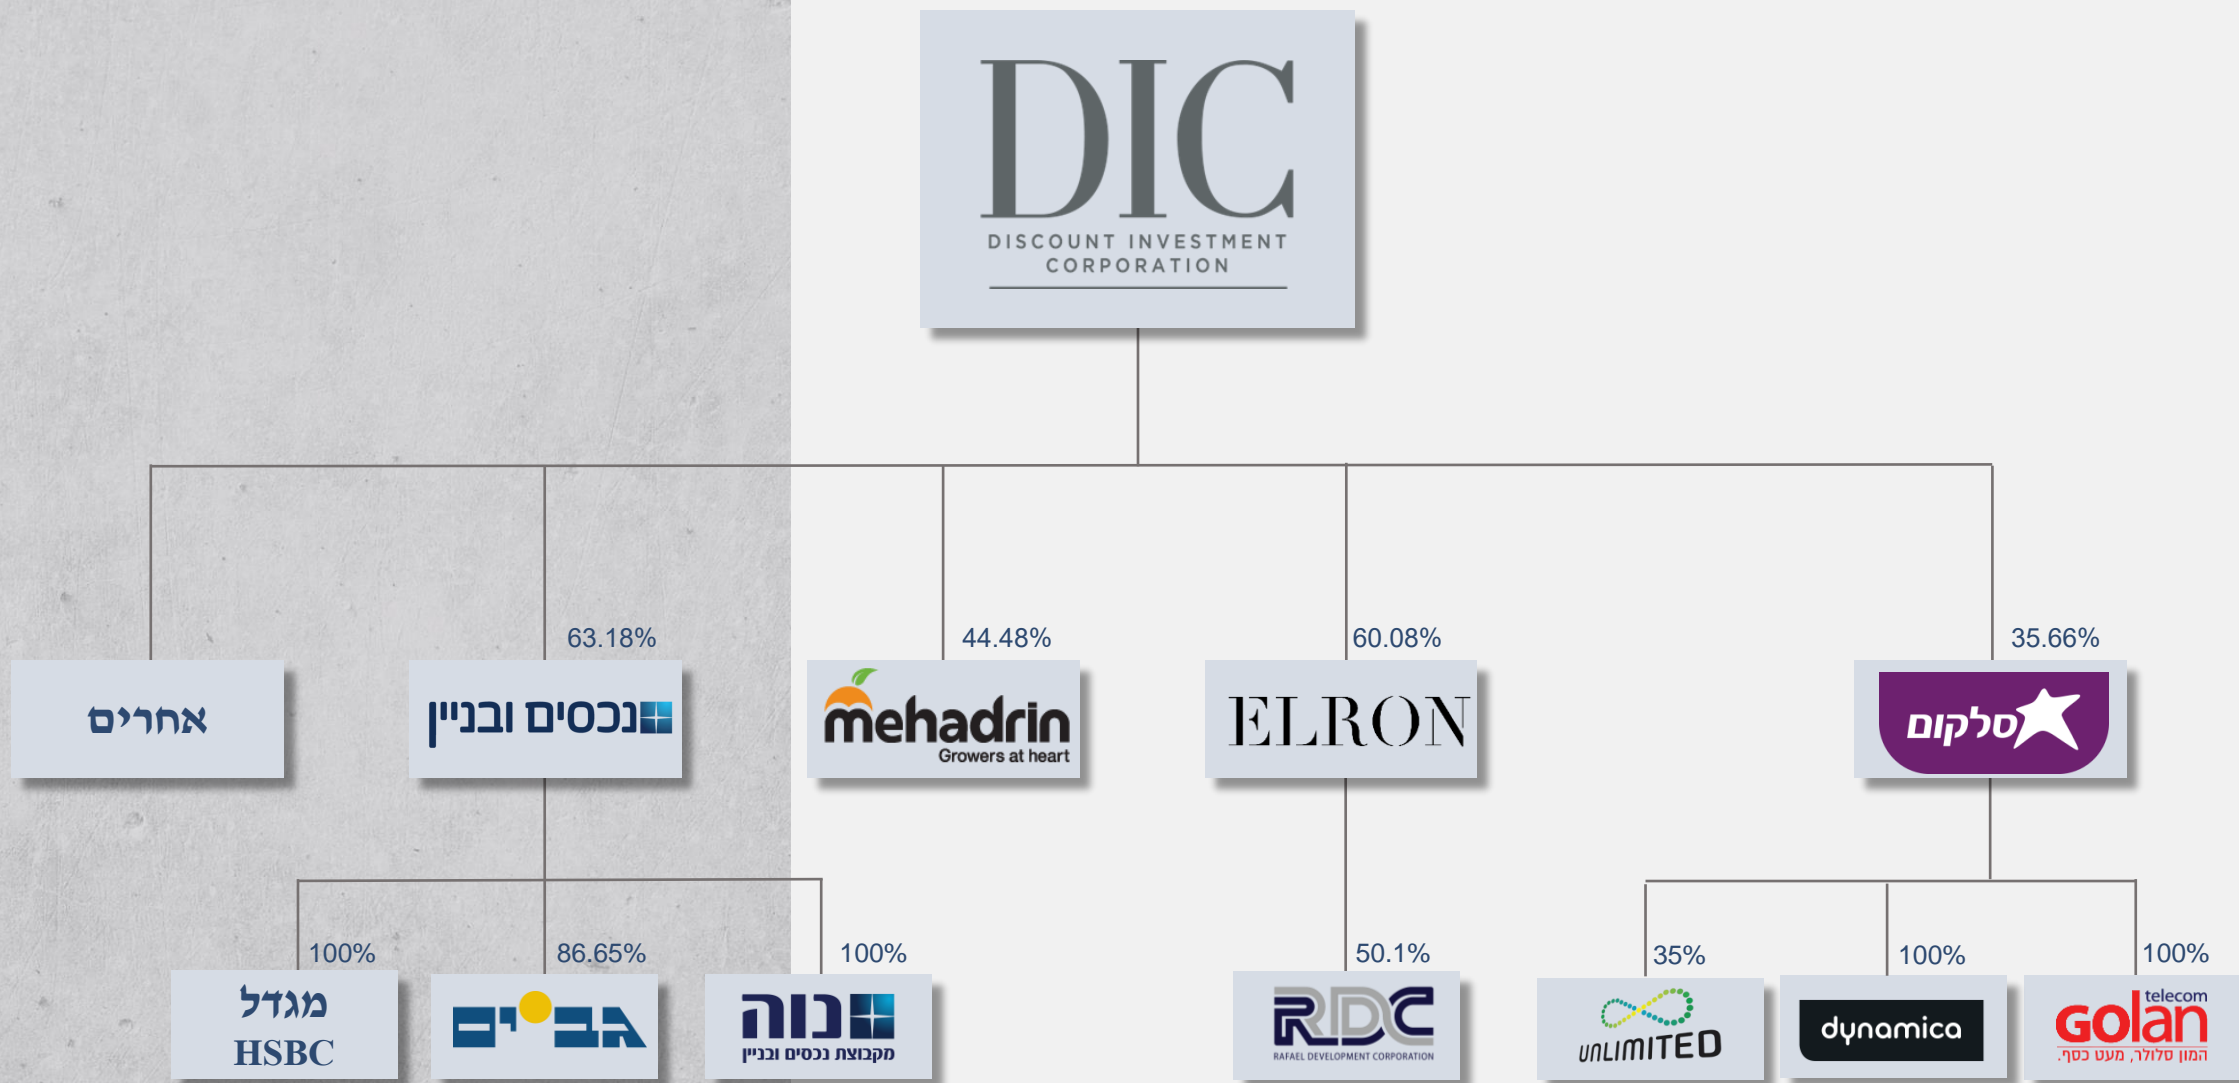 DIC
DISCOUNT INVESTMENT
CORPORATION
63.18%
44.48%
60.08%
35.66%
אחרים
נכסים ובניין
mehadrin
Growers at heart
ELRON
סלקום
100%
86.65%
100%
50.1%
35%
100%
100%
מגדל
HSBC
גב־ים
נוה
מקבוצת נכסים ובניין
RDC
RAFAEL DEVELOPMENT CORPORATION
UNLIMITED
dynamica
telecom
Golan
המון סלולר, מעט כסף.